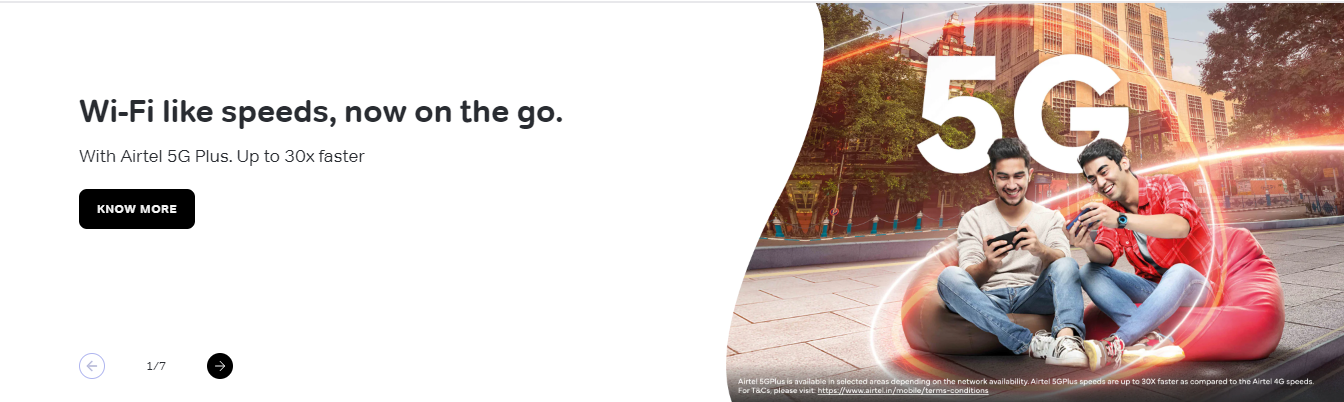 Wi-Fi like speeds, now on the go.
With Airtel 5G Plus. Up to 30x faster
KNOW MORE
1/7
5G
Airtel 5GPlus is available in selected areas depending on the network availability. Airtel 5GPlus speeds are up to 30X faster as compared to the Airtel 4G speeds.
For T&Cs, please visit: https://www.airtel.in/mobile/terms-conditions